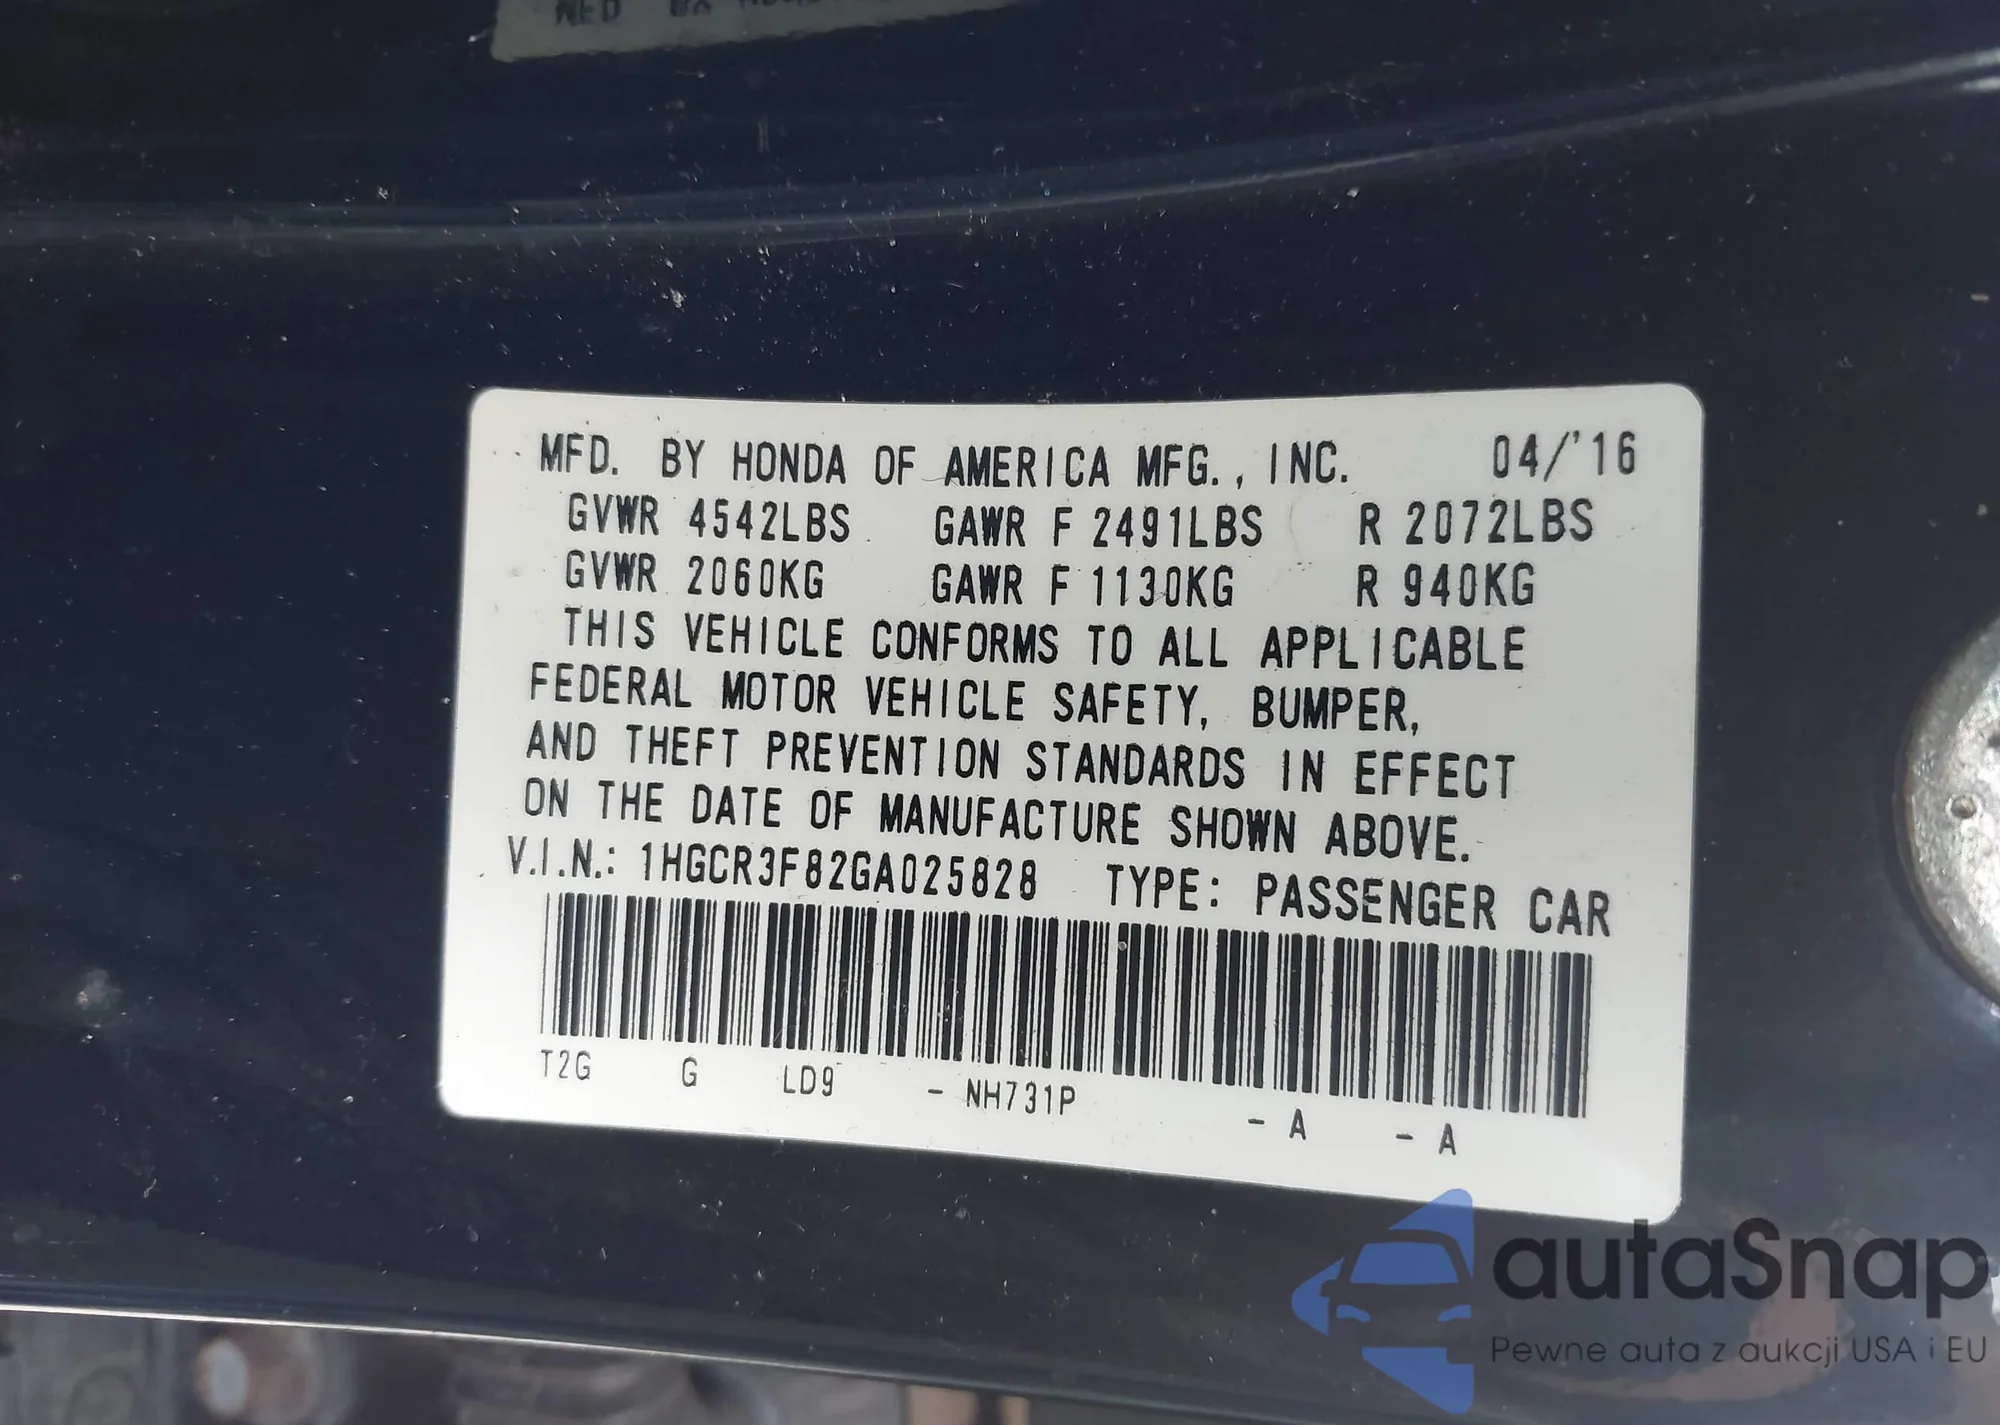 MFD. BY HONDA OF AMERICA MFG., INC. 04/'16
GVWR 4542LBS GAWR F 2491LBS R 2072LBS
GVWR 2060KG GAWR F 1130KG R 940KG
THIS VEHICLE CONFORMS TO ALL APPLICABLE
FEDERAL MOTOR VEHICLE SAFETY, BUMPER,
AND THEFT PREVENTION STANDARDS IN EFFECT
ON THE DATE OF MANUFACTURE SHOWN ABOVE.
V.I.N.: 1HGCR3F82GA025828 TYPE: PASSENGER CAR
T2G G LD9 - NH731P - A - A
autaSnap
Pewne auta z aukcji USA i EU